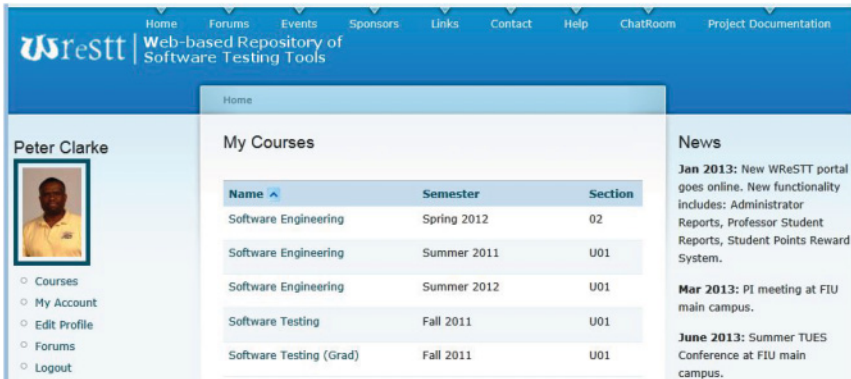 Home Forums Events Sponsors Links Contact Help ChatRoom Project Documentation
WReStt Web-based Repository of
Software Testing Tools
Home
Peter Clarke
Courses
My Account
Edit Profile
Forums
Logout
My Courses
Name Semester Section
Software Engineering Spring 2012 02
Software Engineering Summer 2011 U01
Software Engineering Summer 2012 U01
Software Testing Fall 2011 U01
Software Testing (Grad) Fall 2011 U01
News
Jan 2013: New WReSTT portal
goes online. New functionality
includes: Administrator
Reports, Professor Student
Reports, Student Points Reward
System.
Mar 2013: PI meeting at FIU
main campus.
June 2013: Summer TUES
Conference at FIU main
campus.